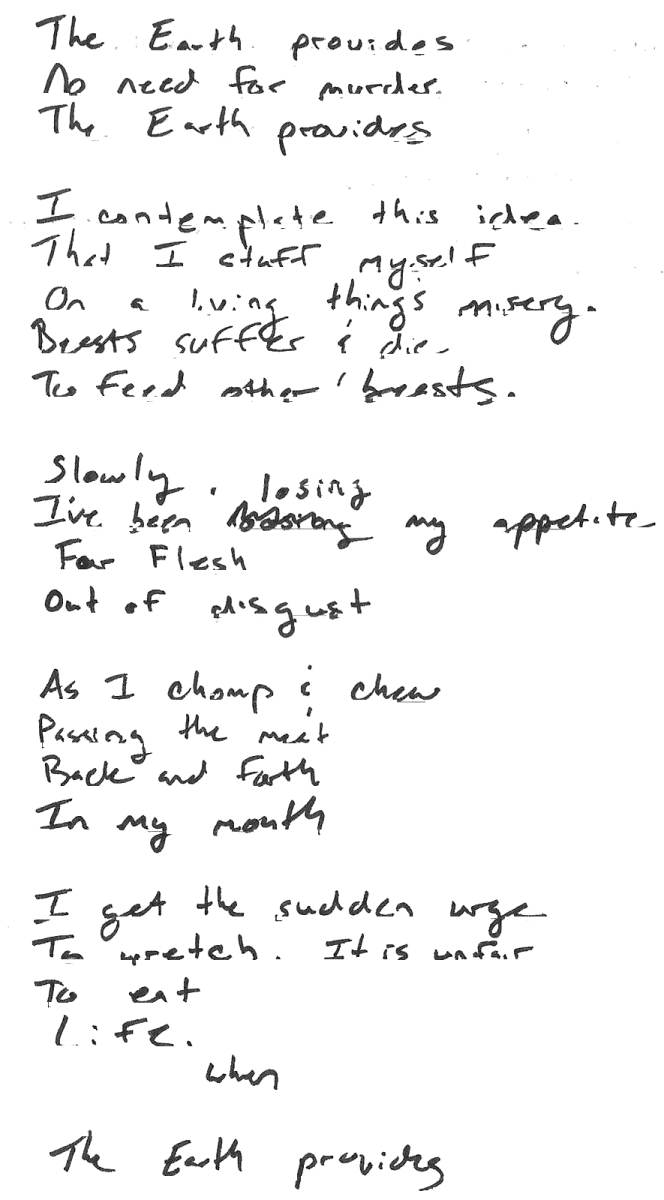 The Earth provides
No need for murder.
The Earth provides
I contemplate this idea.
That I stuff myself
On a living thing's misery.
Beasts suffer & die
To feed other beasts.
Slowly . losing
I've been my appetite
For Flesh
Out of disgust
As I chomp & chew
Passing the meat
Back and forth
In my mouth
I get the sudden urge
To wretch. It is unfair
To eat
Life.
when
The Earth provides